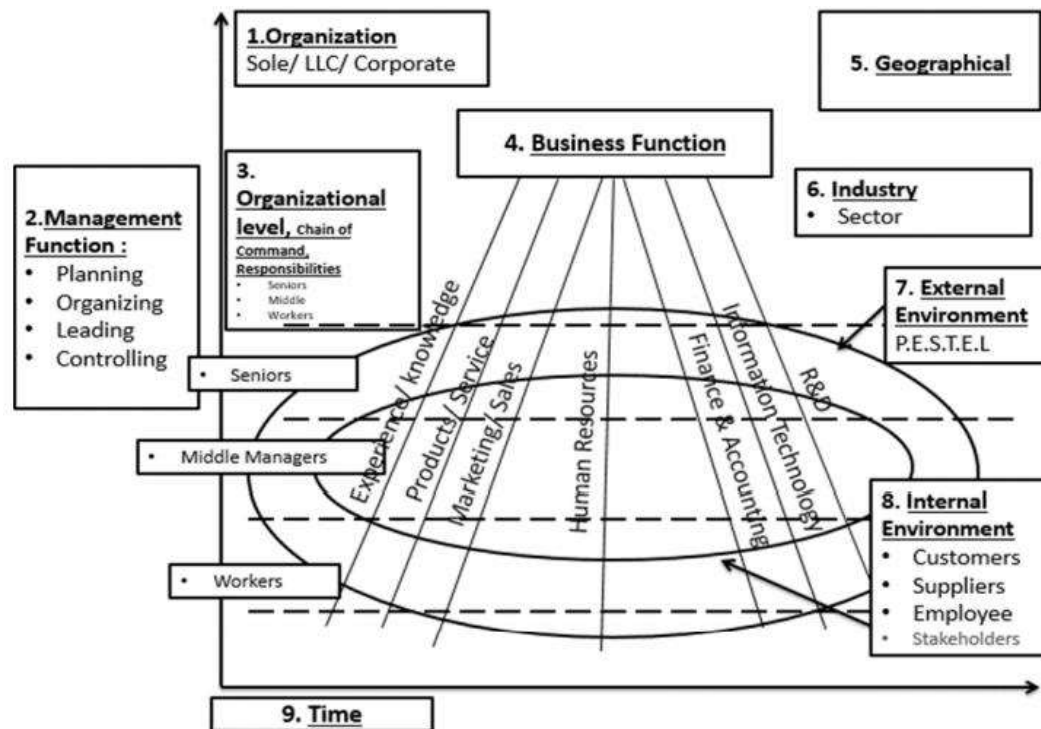 1.Organization
Sole/ LLC/ Corporate
5. Geographical
4. Business Function
2.Management
Function :
• Planning
• Organizing
• Leading
• Controlling
3.
Organizational
level, Chain of
Command,
Responsibilities
• Seniors
• Middle
• Workers
6. Industry
• Sector
7. External
Environment
P.E.S.T.E.L
• Seniors
• Middle Managers
• Workers
Experience/ knowledge
Products/ Service
Marketing/ Sales
Human Resources
Finance & Accounting
Information Technology
R&D
8. Internal
Environment
• Customers
• Suppliers
• Employee
• Stakeholders
9. Time